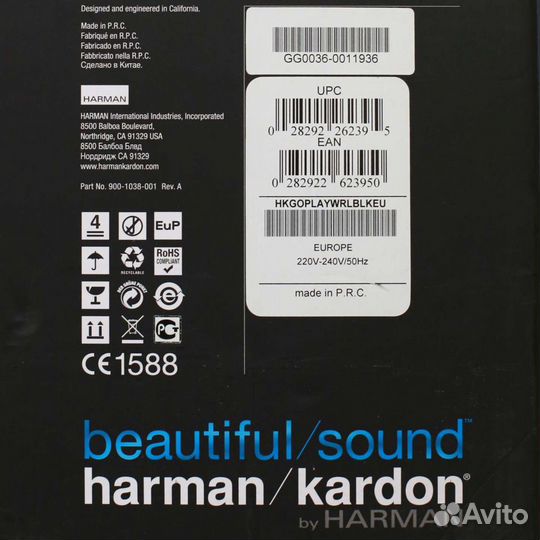 Designed and engineered in California.
Made in P.R.C.
Fabriqué en R.P.C.
Fabricado en R.P.C.
Fabbricato nella R.P.C.
Сделано в Китае.
HARMAN
HARMAN International Industries, Incorporated
8500 Balboa Boulevard,
Northridge, CA 91329 USA
8500 Балбоа Блвд
Нордридж CA 91329
www.harmankardon.com
Part No. 900-1038-001 Rev. A
4
EuP
RoHS
COMPLIANT
CE1588
GG0036-0011936
UPC
0 28292 26239 5
EAN
0 282922 623950
HKGOPLAYWRLBLKEU
EUROPE
220V-240V/50Hz
made in P.R.C.
beautiful/sound™
harman/kardon®
by HARMAN
Avito